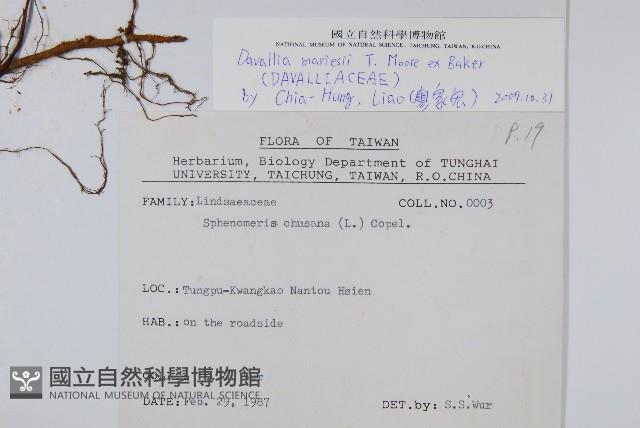 國立自然科學博物館
NATIONAL MUSEUM OF NATURAL SCIENCE, TAICHUNG, TAIWAN, R.O.CHINA
Davallia mariesii T. Moore ex Baker
(DAVALLIACEAE)
by Chia-Hung, Liao (廖家宏) 2009.10.31
P.19
FLORA OF TAIWAN
Herbarium, Biology Department of TUNGHAI
UNIVERSITY, TAICHUNG, TAIWAN, R.O.CHINA
FAMILY: Lindsaeaceae COLL.NO. 0003
Sphenomeris chusana (L.) Copel.
LOC.: Tungpu-Kwangkao Nantou Hsien
HAB.: on the roadside
國立自然科學博物館
NATIONAL MUSEUM OF NATURAL SCIENCE
DATE: Feb. 29, 1987 DET.by: S.S.Wur